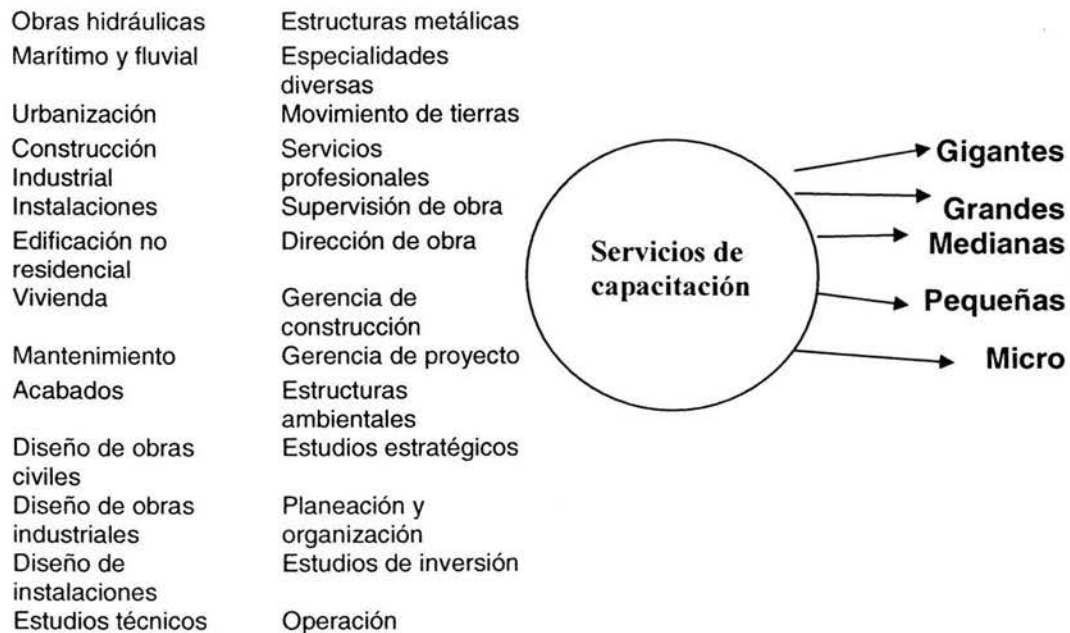 Obras hidráulicas Estructuras metálicas
Marítimo y fluvial Especialidades
diversas
Urbanización Movimiento de tierras
Construcción Servicios
Industrial profesionales
Instalaciones Supervisión de obra
Edificación no Dirección de obra
residencial
Vivienda Gerencia de
construcción
Mantenimiento Gerencia de proyecto
Acabados Estructuras
ambientales
Diseño de obras Estudios estratégicos
civiles
Diseño de obras Planeación y
industriales organización
Diseño de Estudios de inversión
instalaciones
Estudios técnicos Operación
Servicios de
capacitación
Gigantes
Grandes
Medianas
Pequeñas
Micro